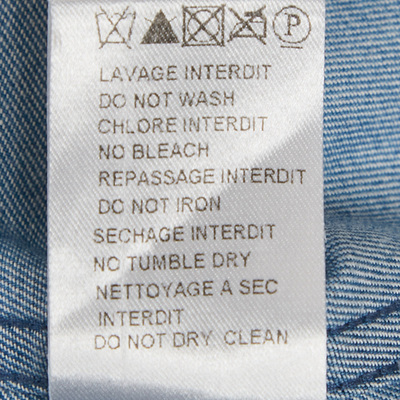 P
LAVAGE INTERDIT
DO NOT WASH
CHLORE INTERDIT
NO BLEACH
REPASSAGE INTERDIT
DO NOT IRON
SECHAGE INTERDIT
NO TUMBLE DRY
NETTOYAGE A SEC
INTERDIT
DO NOT DRY CLEAN